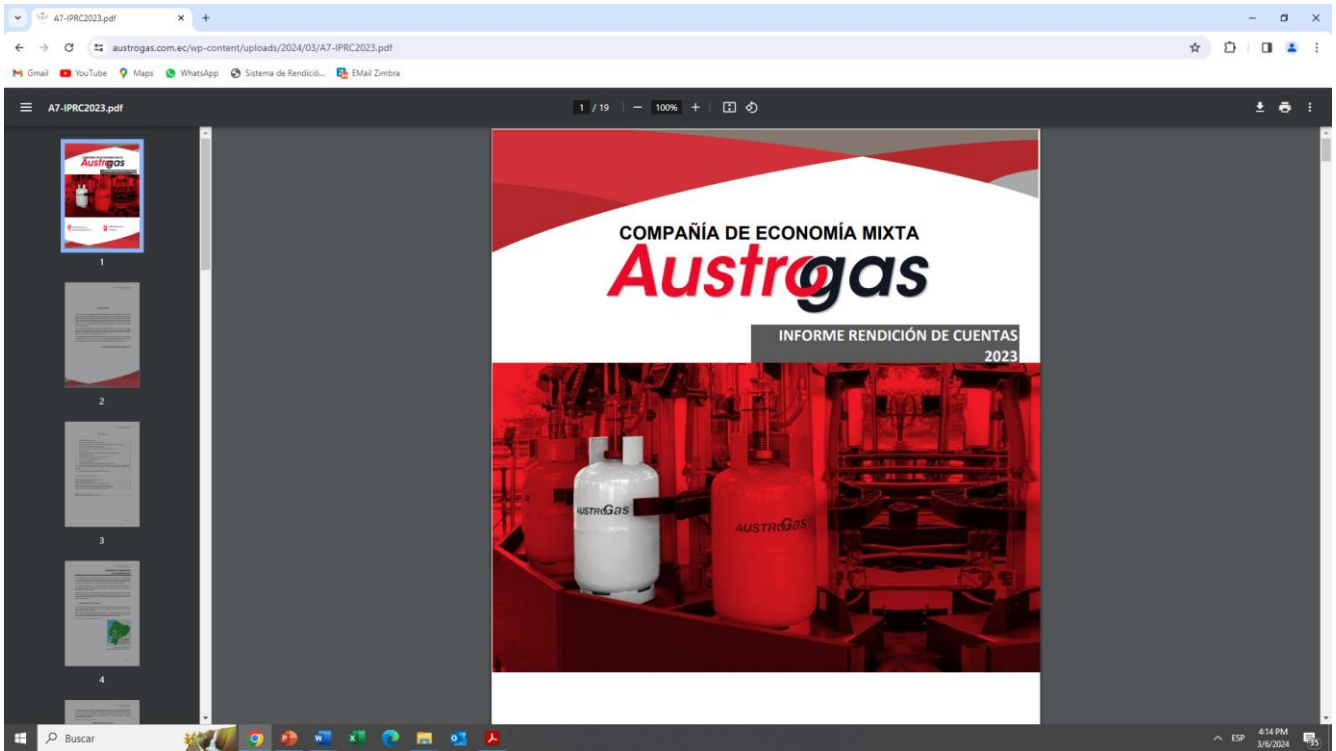 A7-IPRC2023.pdf
austrogas.com.ec/wp-content/uploads/2024/03/A7-IPRC2023.pdf
Gmail YouTube Maps WhatsApp Sistema de Rendició... EMail Zimbra
A7-IPRC2023.pdf 1 / 19 100%
Austrogas
1
2
3
4
COMPAÑÍA DE ECONOMÍA MIXTA
Austrogas
INFORME RENDICIÓN DE CUENTAS
2023
AUSTROGas
AUSTROGas
Buscar
ESP 4:14 PM
3/6/2024
35